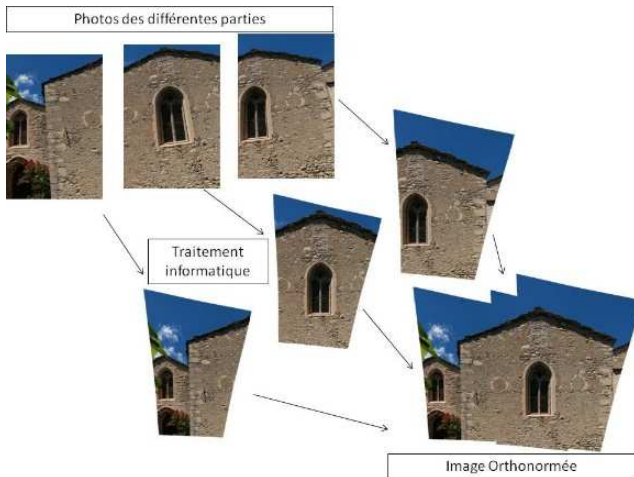 Photos des différentes parties
Traitement
informatique
Image Orthonormée